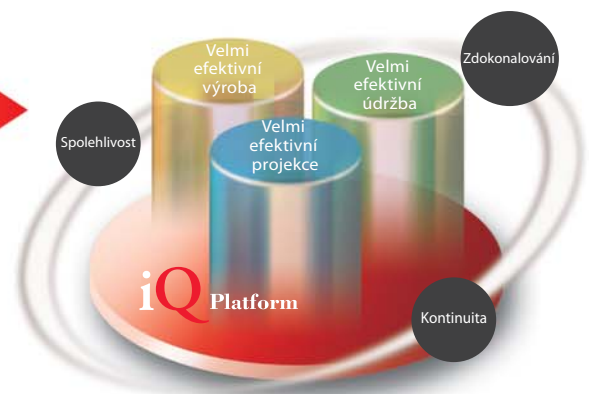 Velmi
efektivní
výroba
Velmi
efektivní
údržba
Zdokonalování
Spolehlivost
Velmi
efektivní
projekce
iQ Platform
Kontinuita